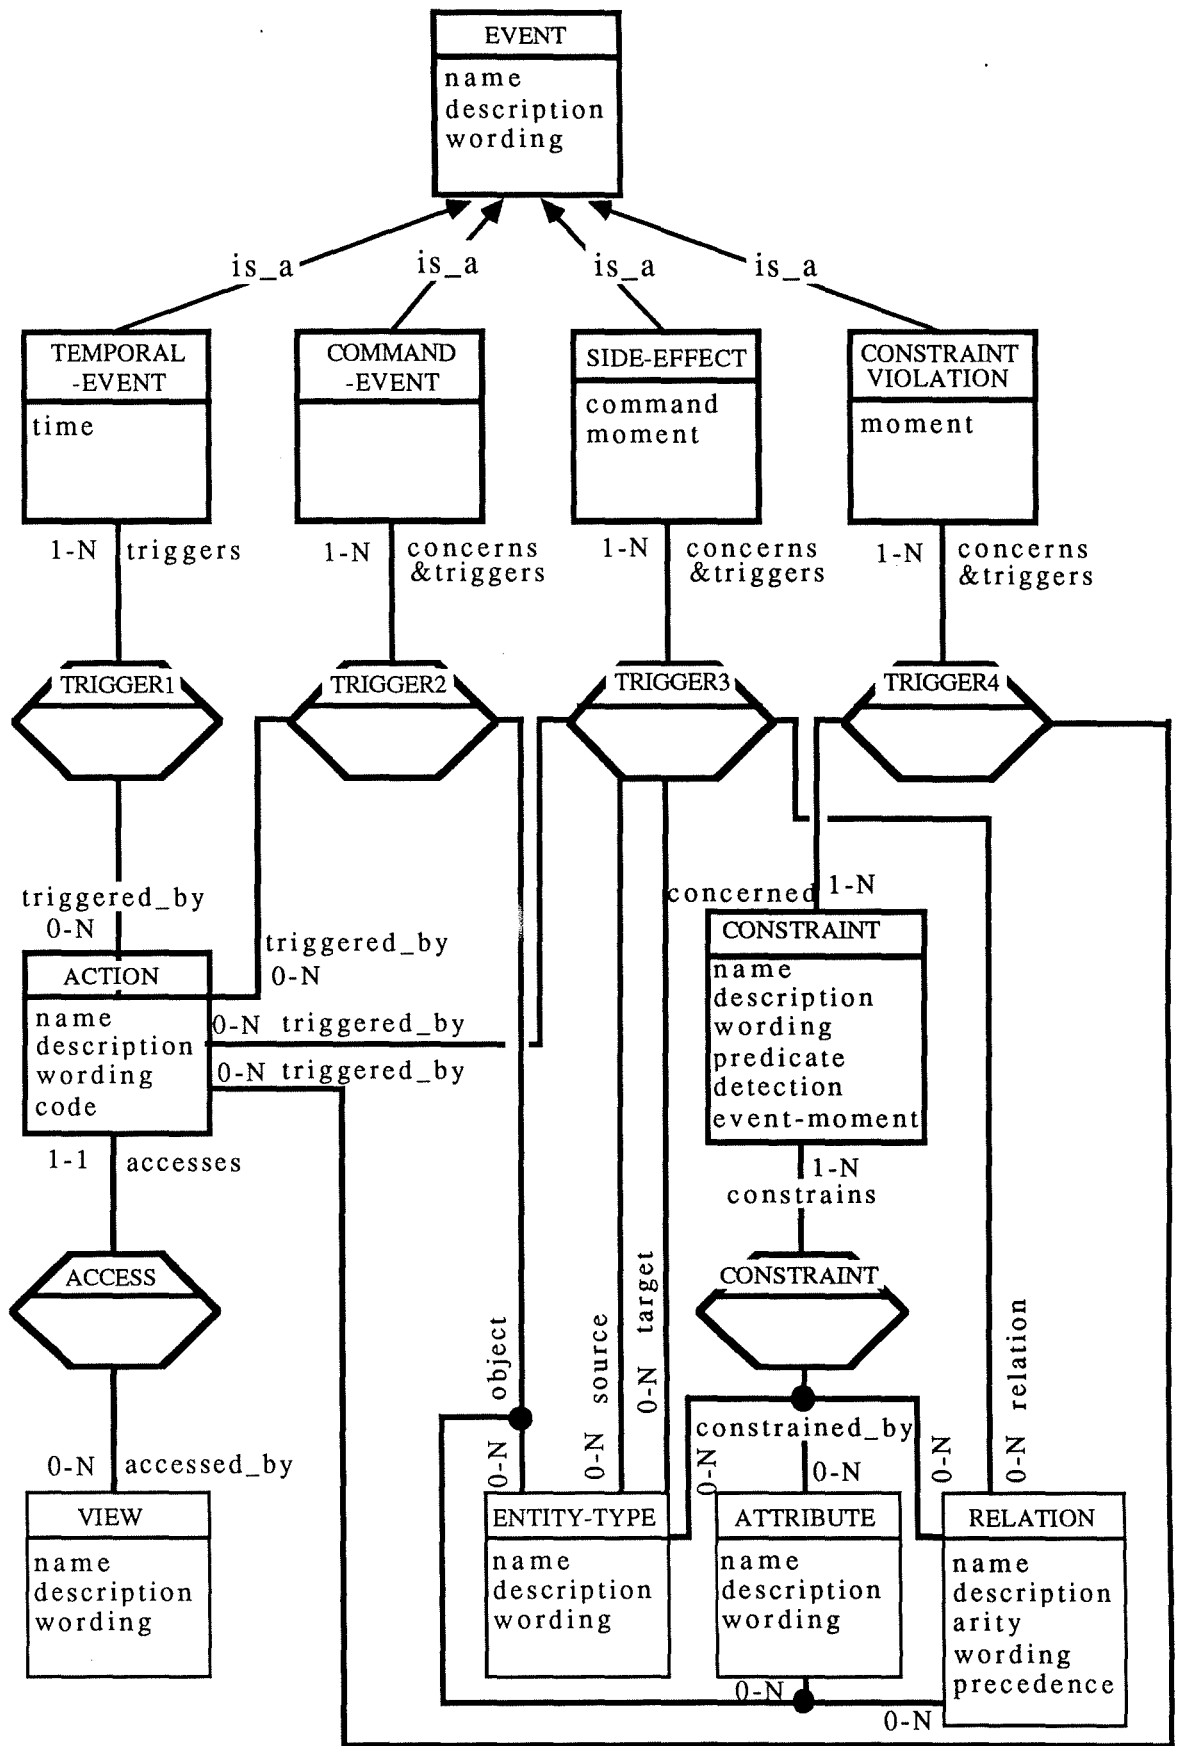 EVENT
name
description
wording
is_a
is_a
is_a
is_a
TEMPORAL
-EVENT
time
COMMAND
-EVENT
SIDE-EFFECT
command
moment
CONSTRAINT
VIOLATION
moment
1-N triggers
1-N concerns
&triggers
1-N concerns
&triggers
1-N concerns
&triggers
TRIGGER1
TRIGGER2
TRIGGER3
TRIGGER4
triggered_by
0-N
triggered_by
0-N
concerned 1-N
ACTION
name
description
wording
code
0-N triggered_by
0-N triggered_by
CONSTRAINT
name
description
wording
predicate
detection
event-moment
1-1 accesses
1-N
constrains
ACCESS
CONSTRAINT
0-N object
0-N source
0-N target
0-N relation
constrained_by
0-N
0-N
0-N
0-N accessed_by
VIEW
name
description
wording
ENTITY-TYPE
name
description
wording
ATTRIBUTE
name
description
wording
RELATION
name
description
arity
wording
precedence
0-N
0-N